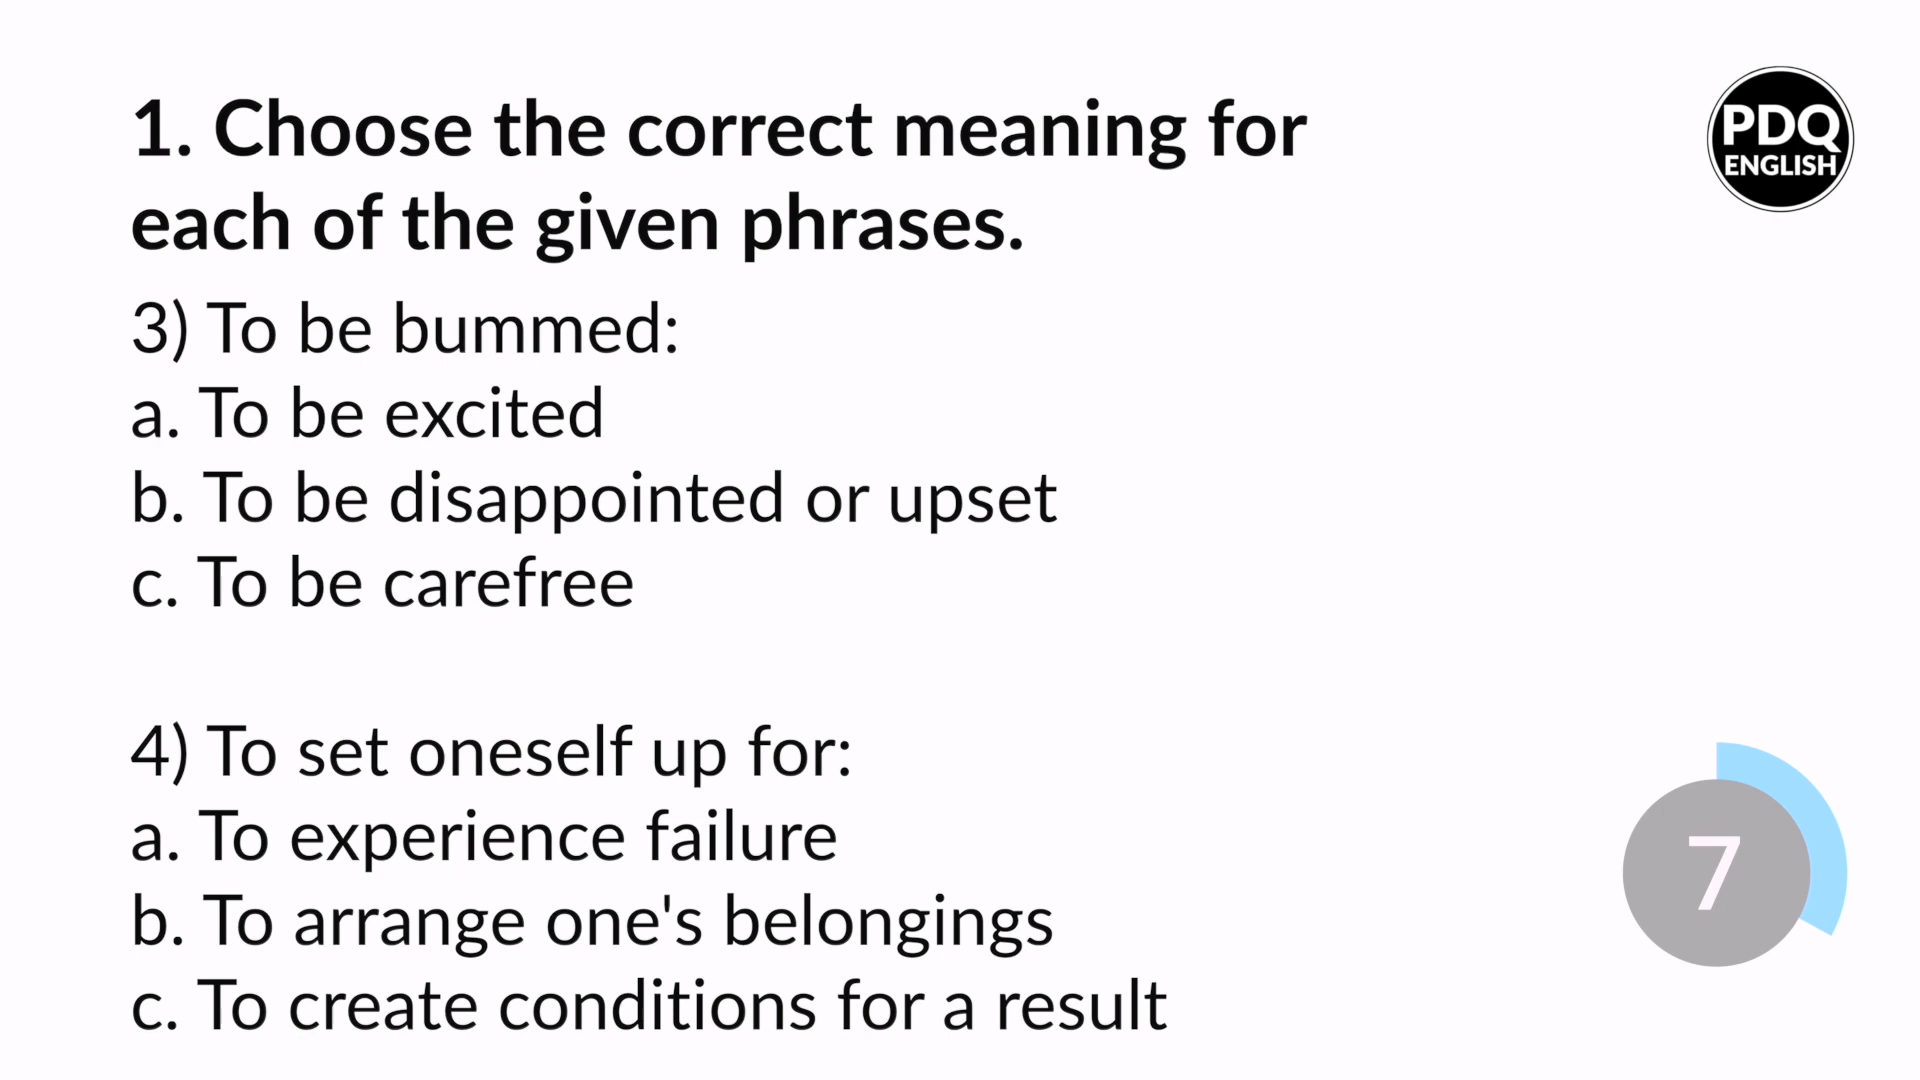 1. Choose the correct meaning for
each of the given phrases.
PDQ
ENGLISH
3) To be bummed:
a. To be excited
b. To be disappointed or upset
c. To be carefree
4) To set oneself up for:
a. To experience failure
b. To arrange one's belongings
c. To create conditions for a result
7